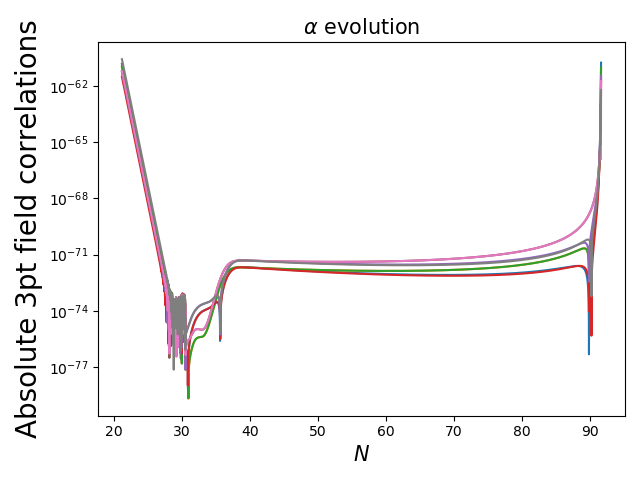 α evolution
Absolute 3pt field correlations
10⁻⁶²
10⁻⁶⁵
10⁻⁶⁸
10⁻⁷¹
10⁻⁷⁴
10⁻⁷⁷
20 30 40 50 60 70 80 90
N